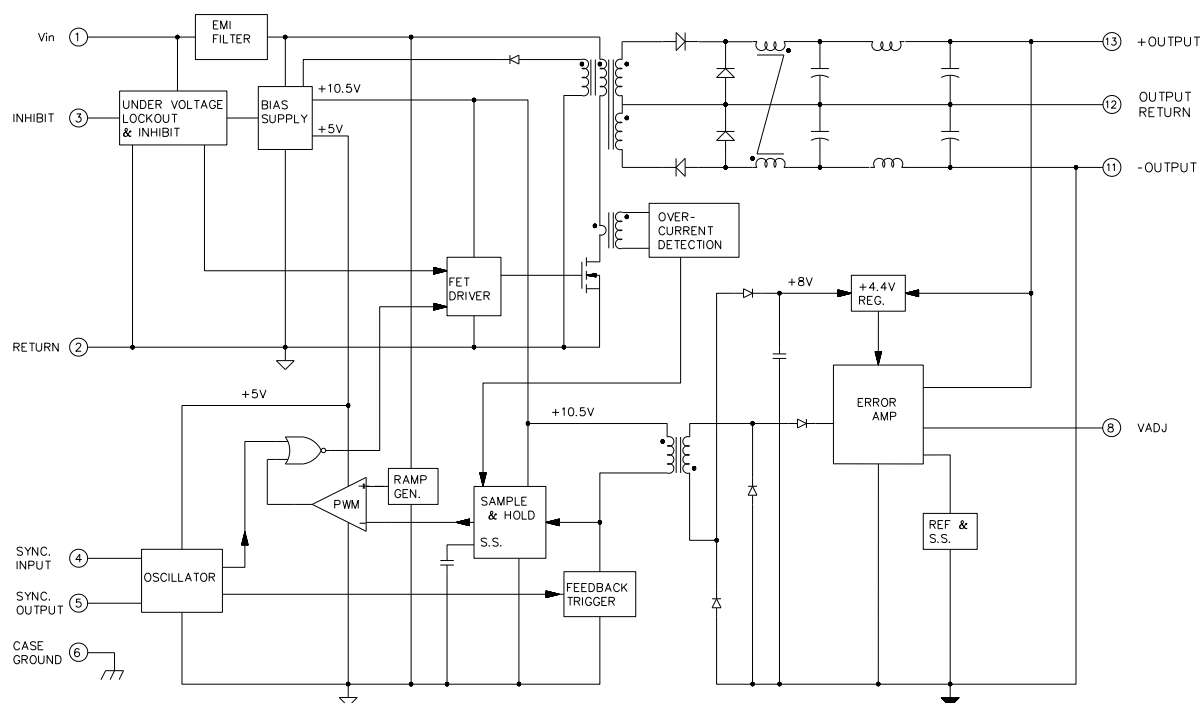 EMI
FILTER
Vin
1
13
+OUTPUT
+10.5V
UNDER VOLTAGE
LOCKOUT
& INHIBIT
BIAS
SUPPLY
INHIBIT
3
12
OUTPUT
RETURN
+5V
11
-OUTPUT
OVER-
CURRENT
DETECTION
FET
DRIVER
+8V
+4.4V
REG.
RETURN
2
+5V
+10.5V
ERROR
AMP
8
VADJ
RAMP
GEN.
PWM
+
−
SAMPLE
& HOLD
S.S.
REF &
S.S.
SYNC.
INPUT
4
OSCILLATOR
FEEDBACK
TRIGGER
SYNC.
OUTPUT
5
CASE
GROUND
6